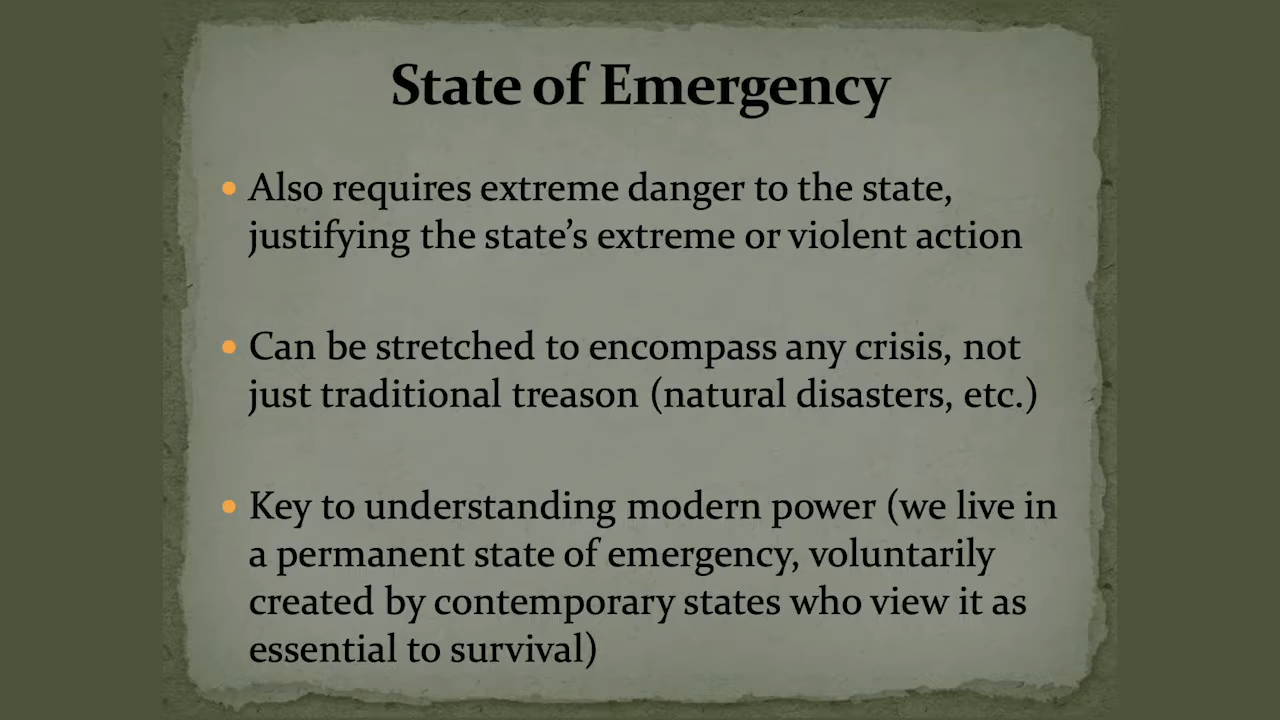 State of Emergency
• Also requires extreme danger to the state,
justifying the state’s extreme or violent action
• Can be stretched to encompass any crisis, not
just traditional treason (natural disasters, etc.)
• Key to understanding modern power (we live in
a permanent state of emergency, voluntarily
created by contemporary states who view it as
essential to survival)